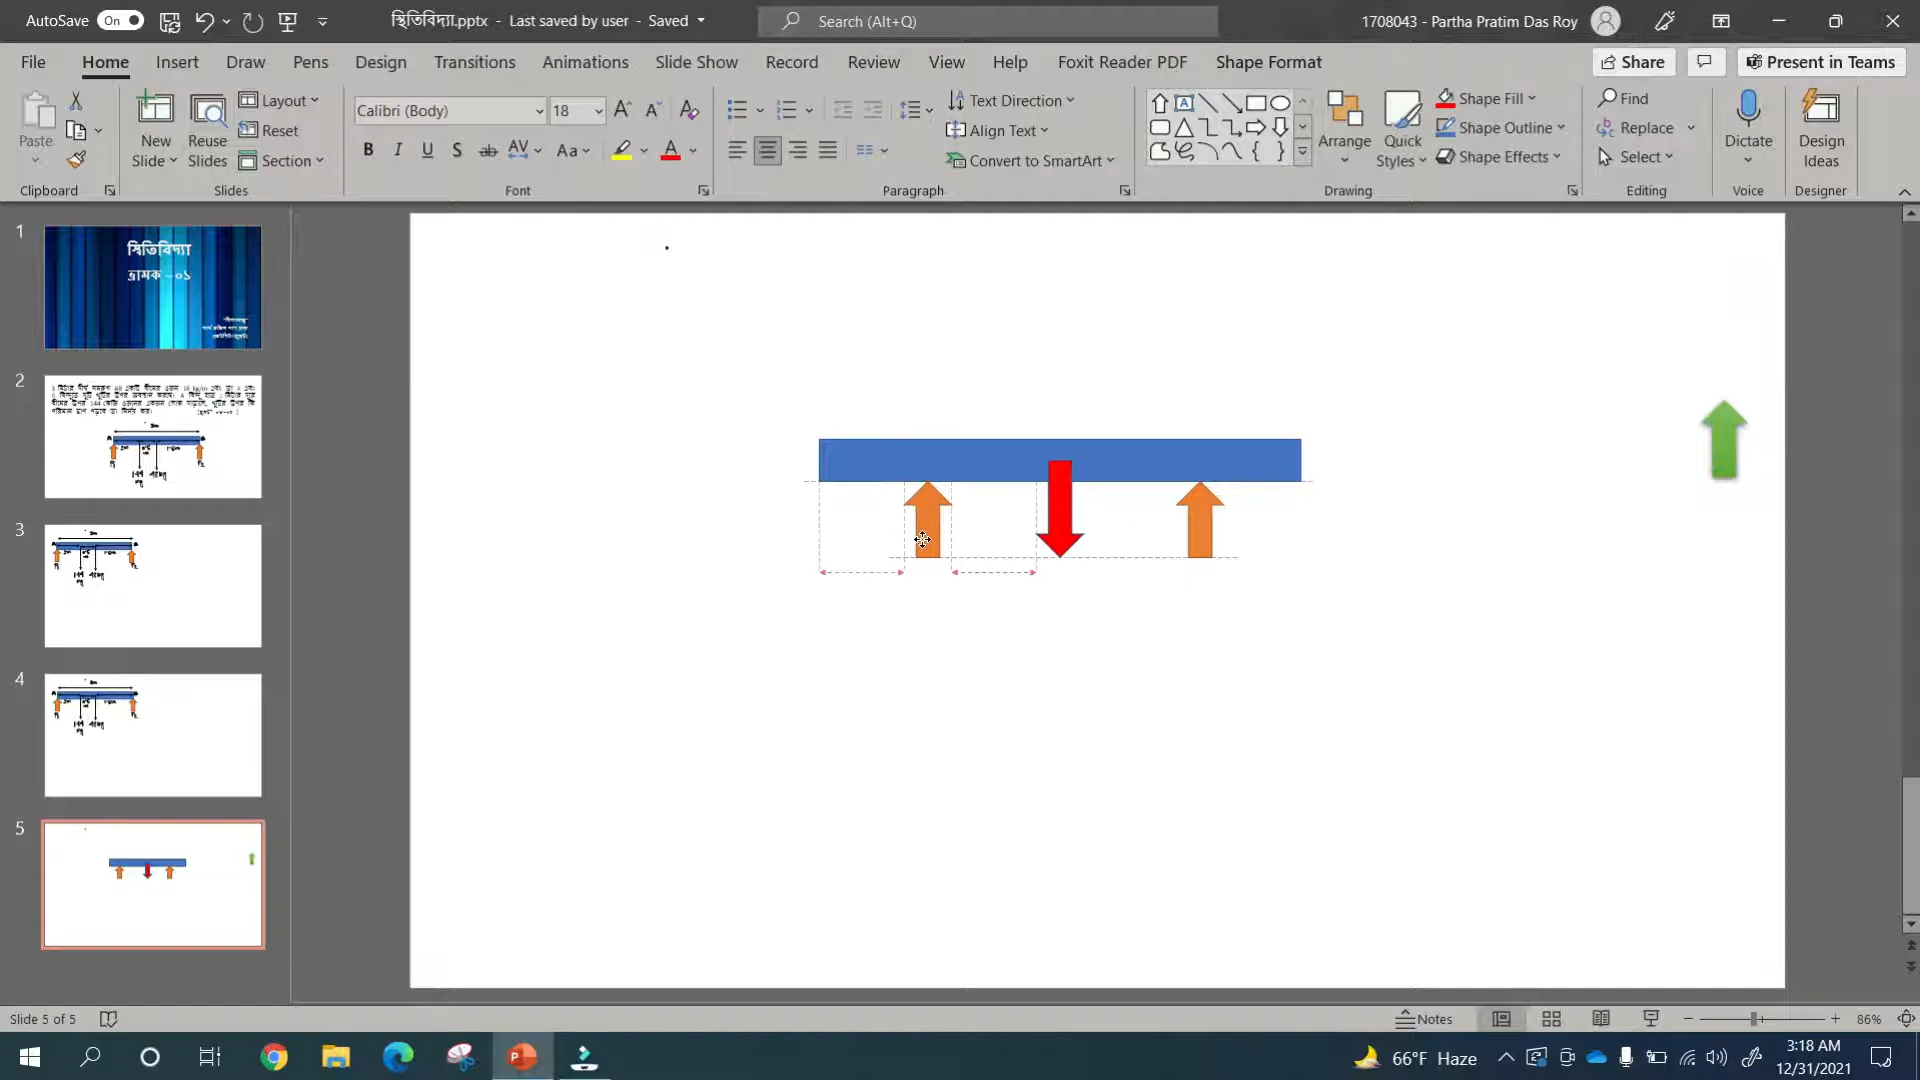 AutoSave On স্থিতিবিদ্যা.pptx - Last saved by user - Saved Search (Alt+Q) 1708043 - Partha Pratim Das Roy
File Home Insert Draw Pens Design Transitions Animations Slide Show Record Review View Help Foxit Reader PDF Shape Format Share Present in Teams
Paste
Clipboard
New Slide
Reuse Slides
Layout
Reset
Section
Slides
Calibri (Body) 18
B I U S ab AV Aa A
Font
Text Direction
Align Text
Convert to SmartArt
Paragraph
Arrange
Quick Styles
Shape Fill
Shape Outline
Shape Effects
Drawing
Find
Replace
Select
Editing
Dictate
Voice
Design Ideas
Designer
1
স্থিতিবিদ্যা
ভ্রামক -০১
2
3
4
5
Slide 5 of 5 Notes 86%
66°F Haze
3:18 AM
12/31/2021